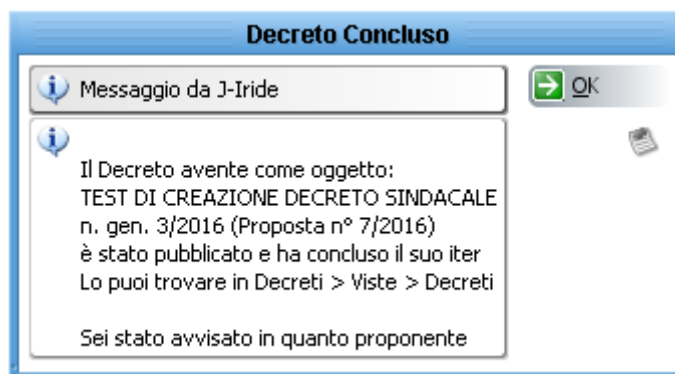 Decreto Concluso
Messaggio da J-Iride
OK
Il Decreto avente come oggetto:
TEST DI CREAZIONE DECRETO SINDACALE
n. gen. 3/2016 (Proposta n° 7/2016)
è stato pubblicato e ha concluso il suo iter
Lo puoi trovare in Decreti > Viste > Decreti
Sei stato avvisato in quanto proponente